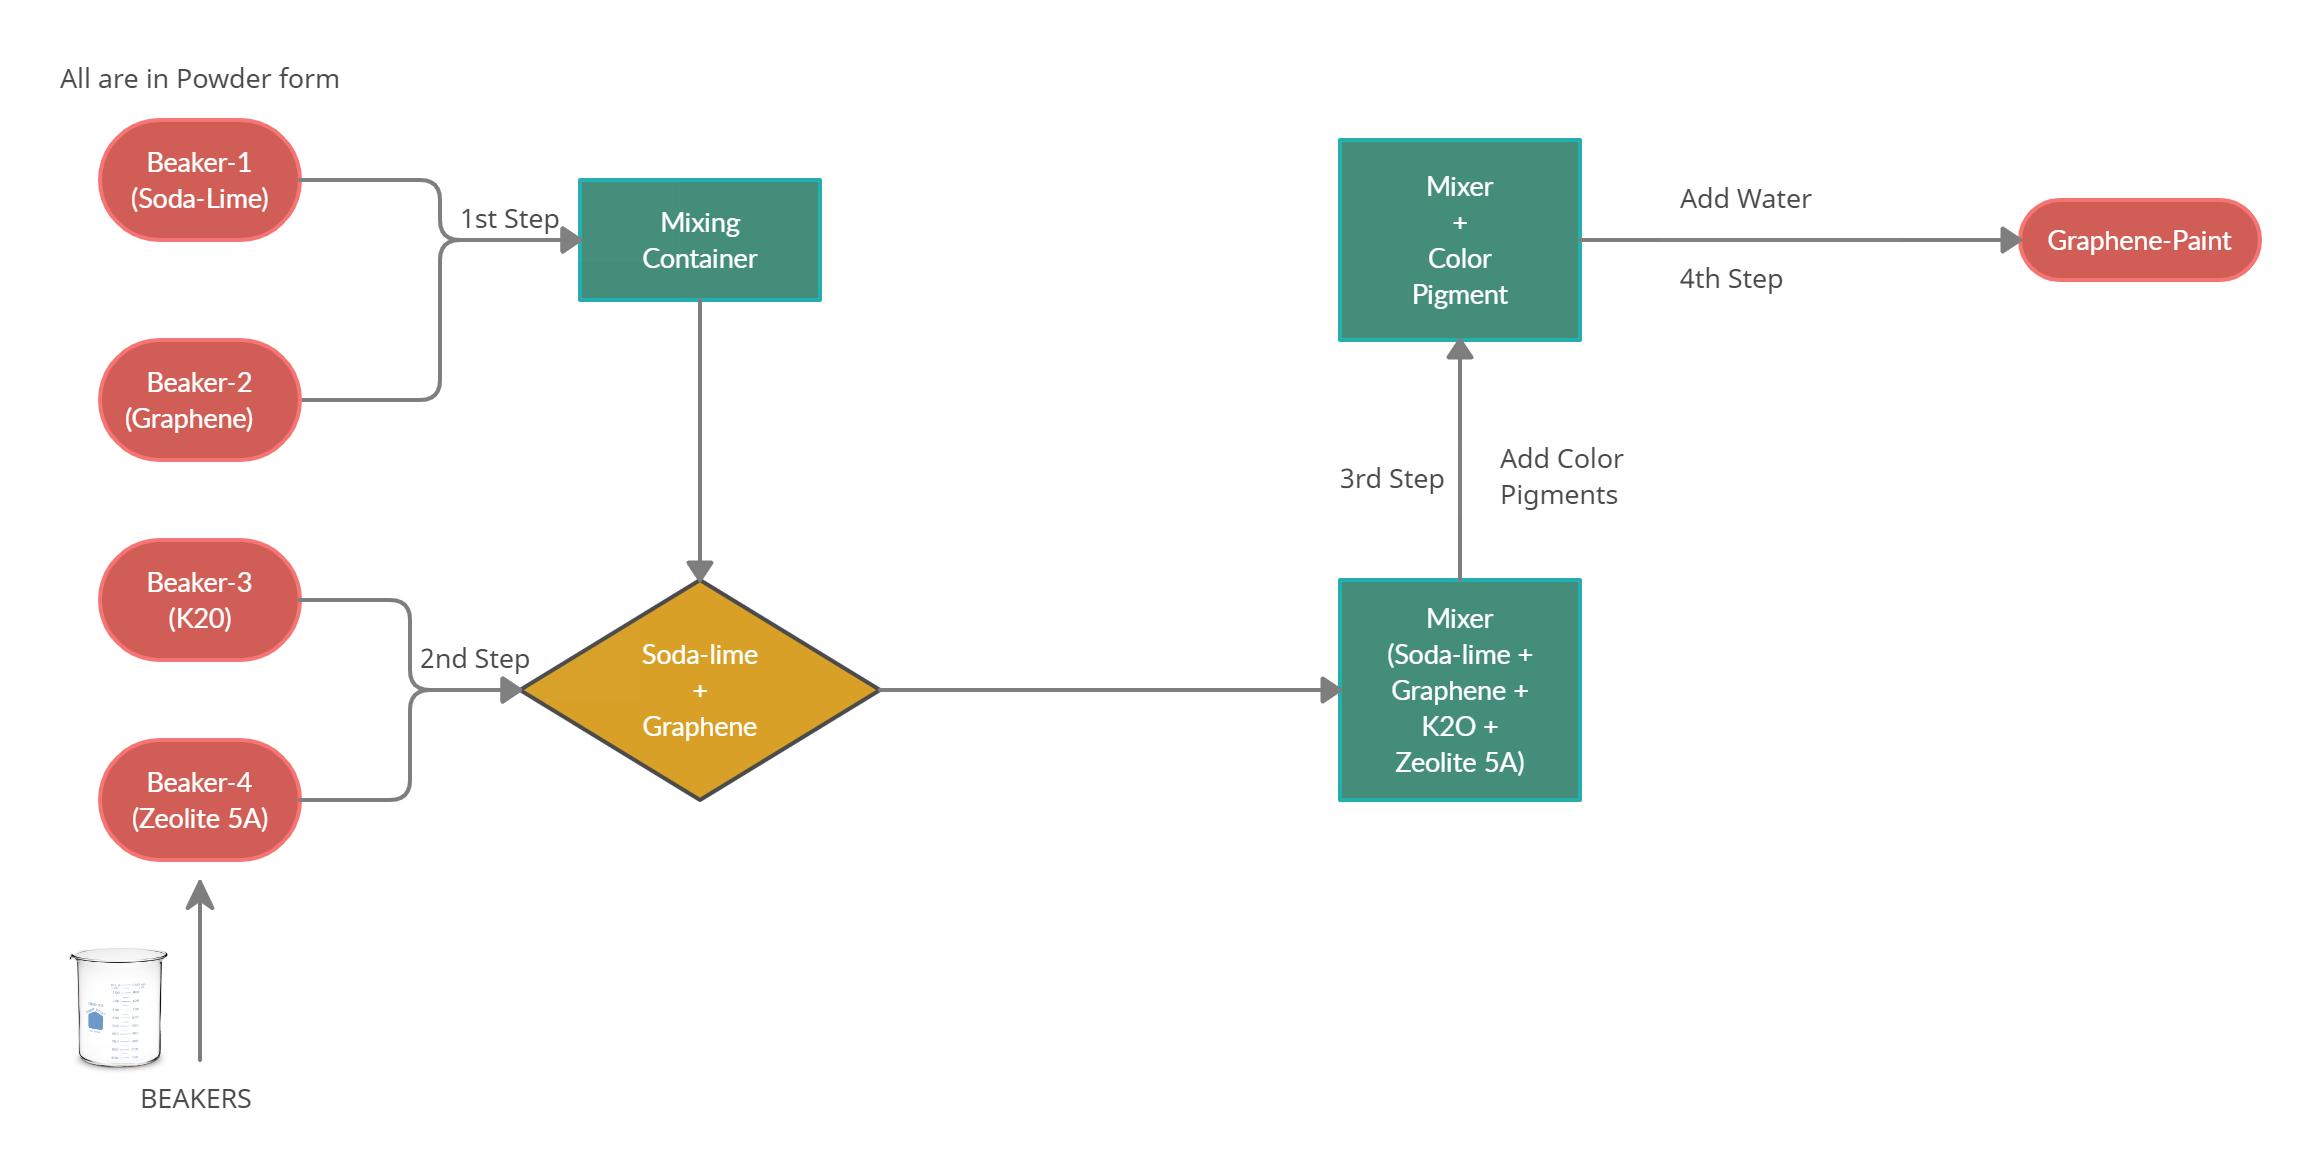 All are in Powder form
Beaker-1
(Soda-Lime)
1st Step
Mixing
Container
Beaker-2
(Graphene)
Beaker-3
(K20)
2nd Step
Soda-lime
+
Graphene
Beaker-4
(Zeolite 5A)
BEAKERS
Mixer
(Soda-lime +
Graphene +
K2O +
Zeolite 5A)
3rd Step
Add Color
Pigments
Mixer
+
Color
Pigment
Add Water
4th Step
Graphene-Paint